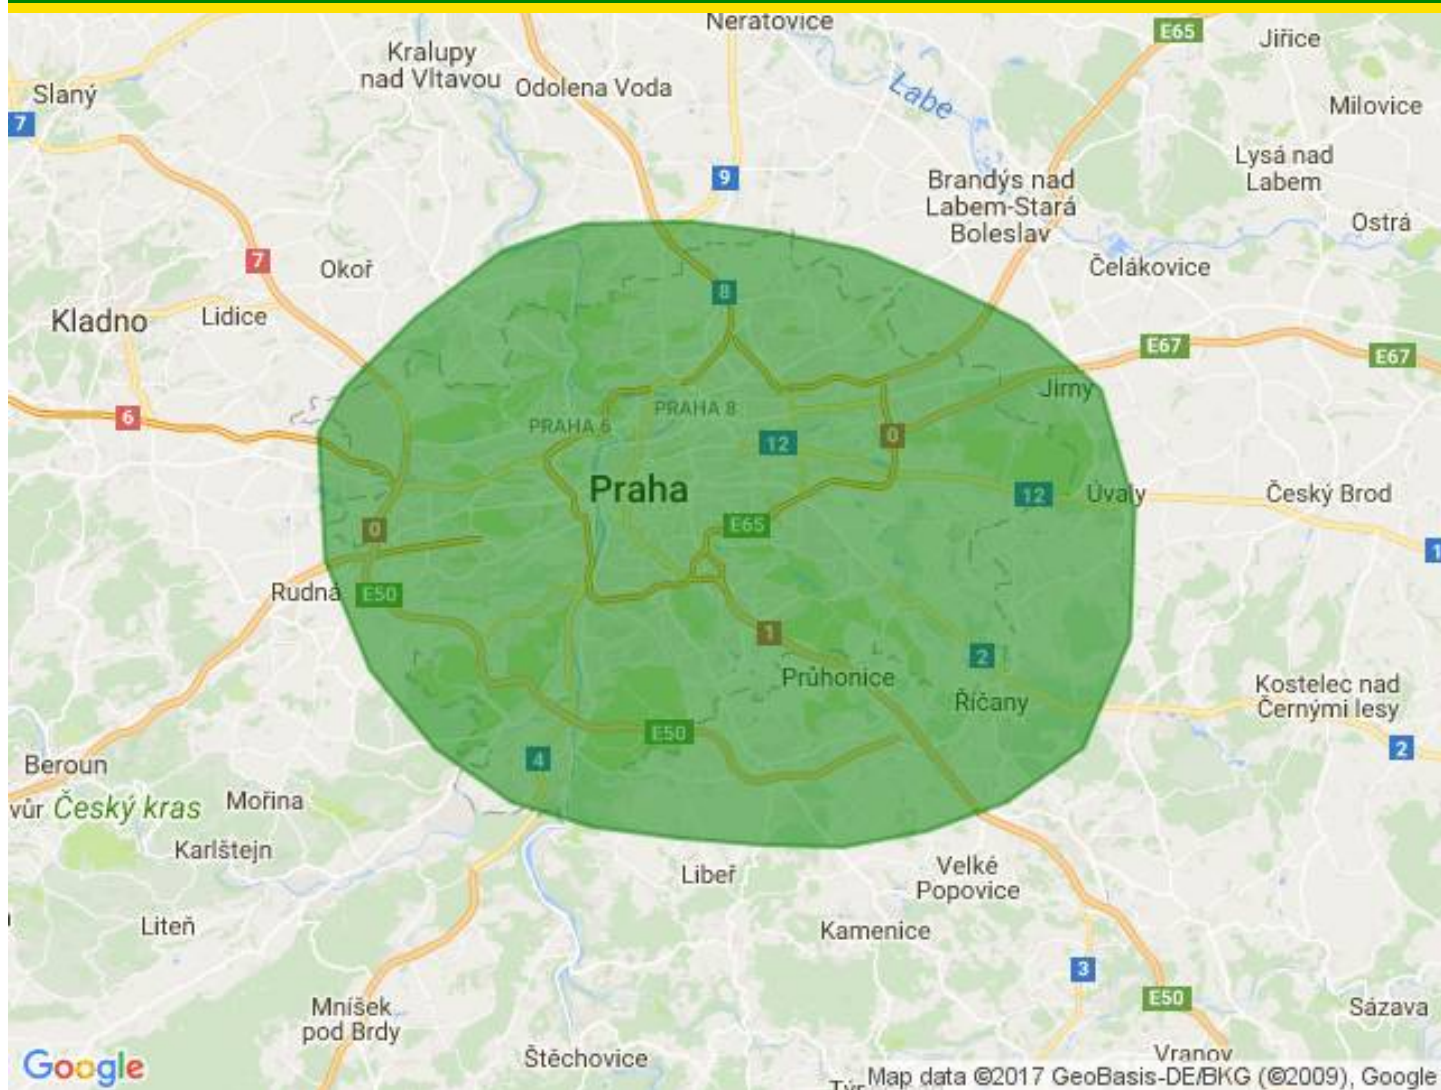 Neratovice
E65
Jiřice
Kralupy
nad Vltavou
Odolena Voda
Slaný
Labe
Milovice
7
9
Lysá nad
Labem
Brandýs nad
Labem-Stará
Boleslav
Ostrá
7
Okoř
Čelákovice
8
Kladno
Lidice
E67
E67
Jirny
6
PRAHA 8
PRAHA 6
12
0
Praha
12
Úvaly
Český Brod
0
E65
1
Rudná
E50
1
2
Průhonice
Říčany
Kostelec nad
Černými lesy
E50
2
4
Beroun
vůr Český kras
Mořina
Karlštejn
Libeř
Velké
Popovice
Liteň
Kamenice
3
E50
Mníšek
pod Brdy
Sázava
Štěchovice
Vranov
Google
Map data ©2017 GeoBasis-DE/BKG (©2009), Google